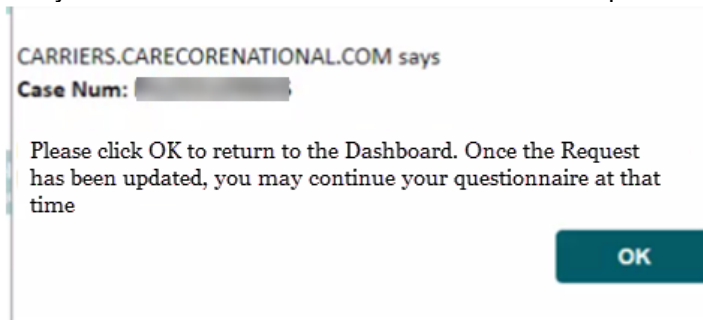 CARRIERS.CARECORENATIONAL.COM says
Case Num:
Please click OK to return to the Dashboard. Once the Request
has been updated, you may continue your questionnaire at that
time
OK